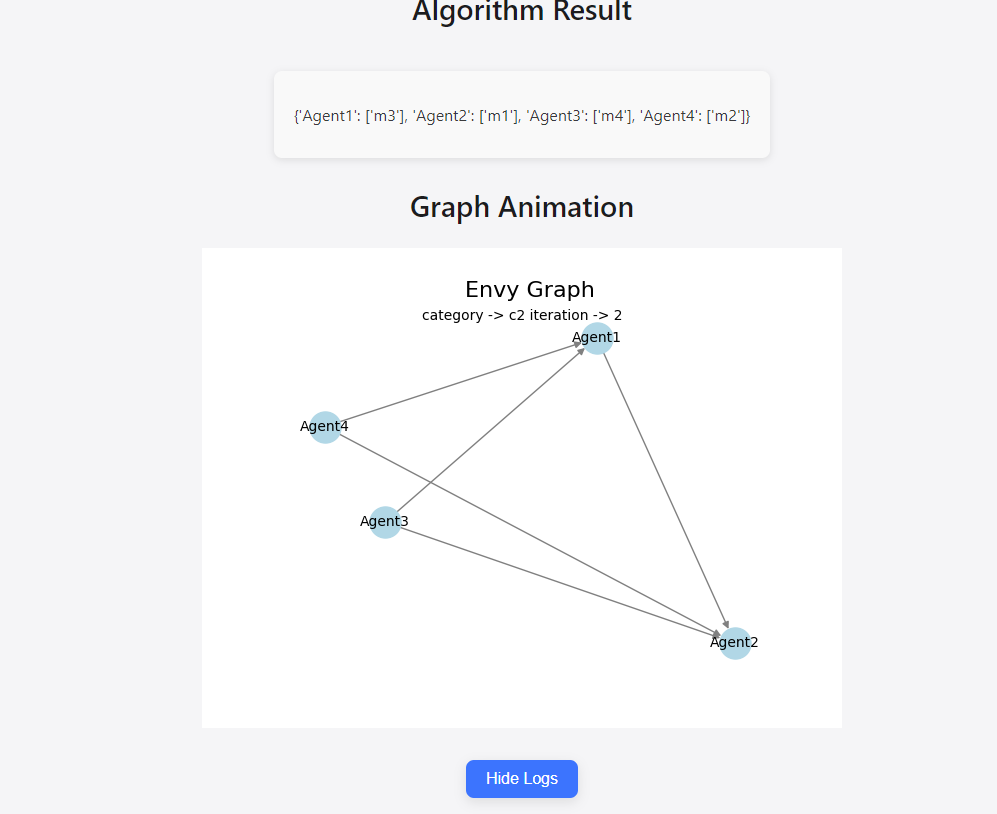 Algorithm Result
{'Agent1': ['m3'], 'Agent2': ['m1'], 'Agent3': ['m4'], 'Agent4': ['m2']}
Graph Animation
Envy Graph
category -> c2 iteration -> 2
Agent1
Agent4
Agent3
Agent2
Hide Logs